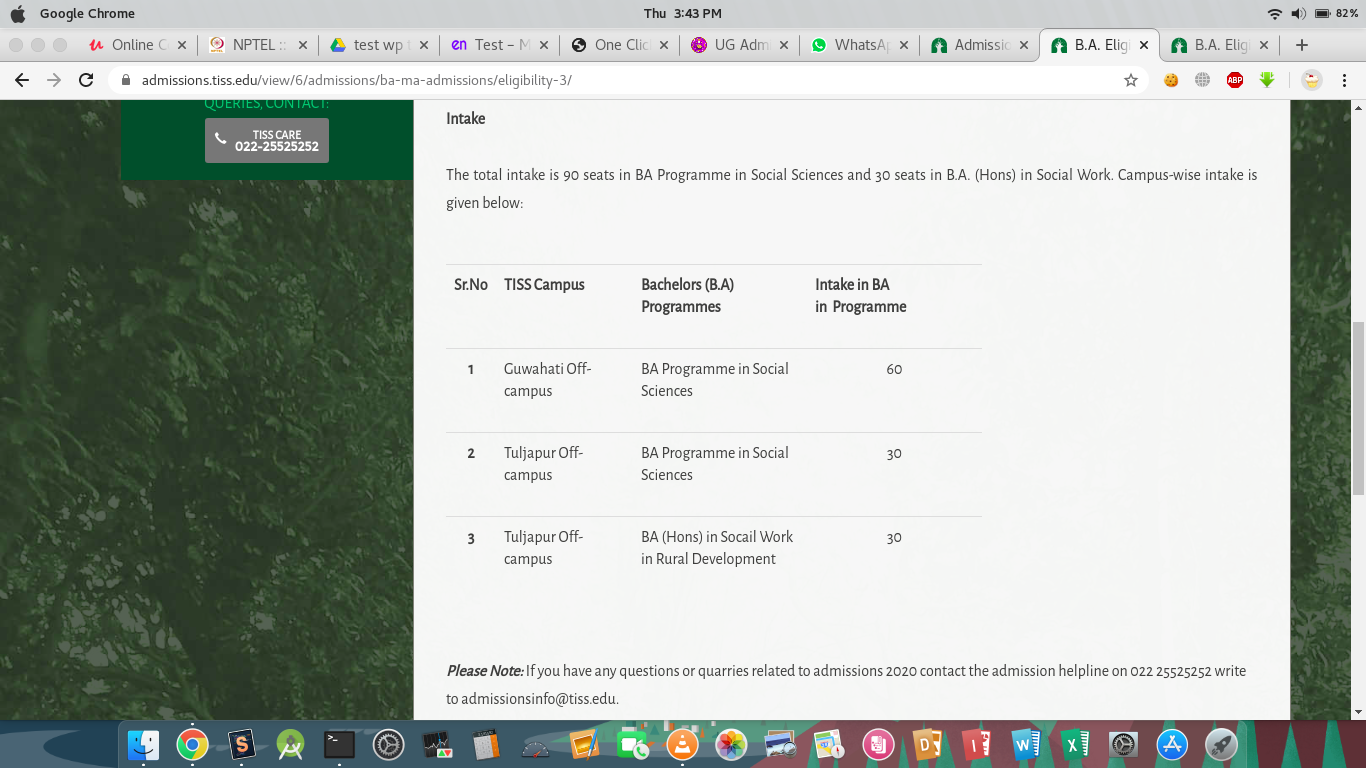 Google Chrome
Thu 3:43 PM
82%
Online C
NPTEL ::
test wp f
Test – M
One Clic
UG Adm
WhatsAp
Admissio
B.A. Elig
B.A. Elig
admissions.tiss.edu/view/6/admissions/ba-ma-admissions/eligibility-3/
ABP
QUERIES, CONTACT:
TISS CARE
022-25525252
Intake
The total intake is 90 seats in BA Programme in Social Sciences and 30 seats in B.A. (Hons) in Social Work. Campus-wise intake is
given below:
Sr.No TISS Campus Bachelors (B.A) Intake in BA
Programmes in Programme
1 Guwahati Off- BA Programme in Social 60
campus Sciences
2 Tuljapur Off- BA Programme in Social 30
campus Sciences
3 Tuljapur Off- BA (Hons) in Socail Work 30
campus in Rural Development
Please Note: If you have any questions or quarries related to admissions 2020 contact the admission helpline on 022 25525252 write
to admissionsinfo@tiss.edu.